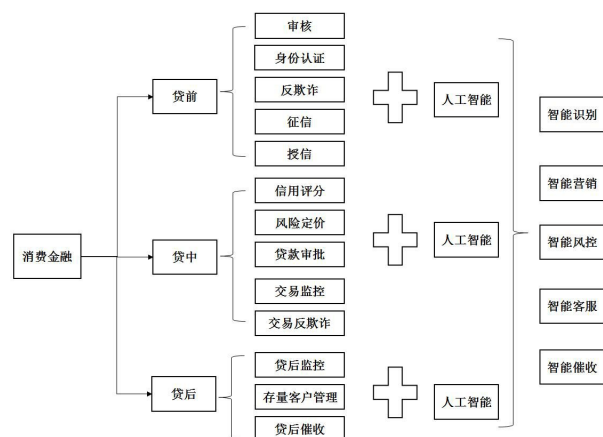 消费金融
贷前
审核
身份认证
反欺诈
征信
授信
人工智能
贷中
信用评分
风险定价
贷款审批
交易监控
交易反欺诈
人工智能
贷后
贷后监控
存量客户管理
贷后催收
人工智能
智能识别
智能营销
智能风控
智能客服
智能催收